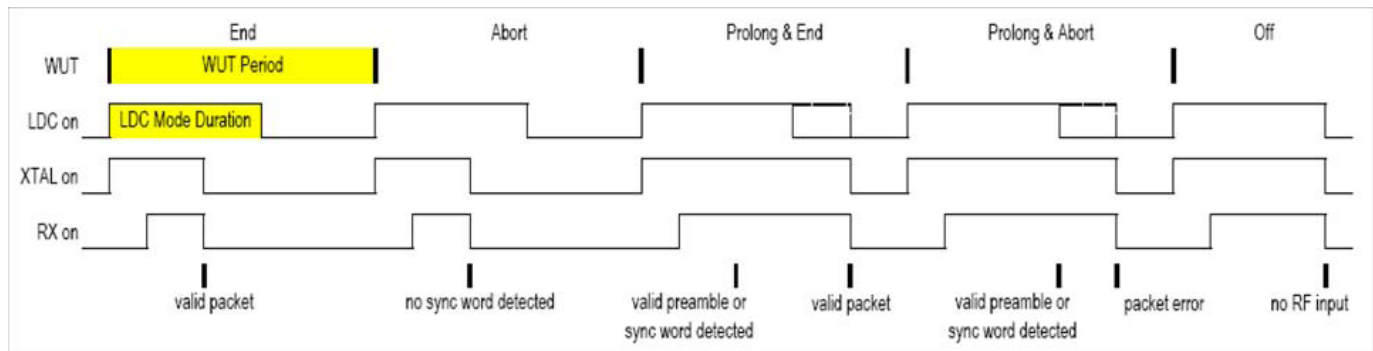 End Abort Prolong & End Prolong & Abort Off
WUT WUT Period
LDC on LDC Mode Duration
XTAL on
RX on
valid packet no sync word detected valid preamble or valid packet valid preamble or packet error no RF input
sync word detected sync word detected